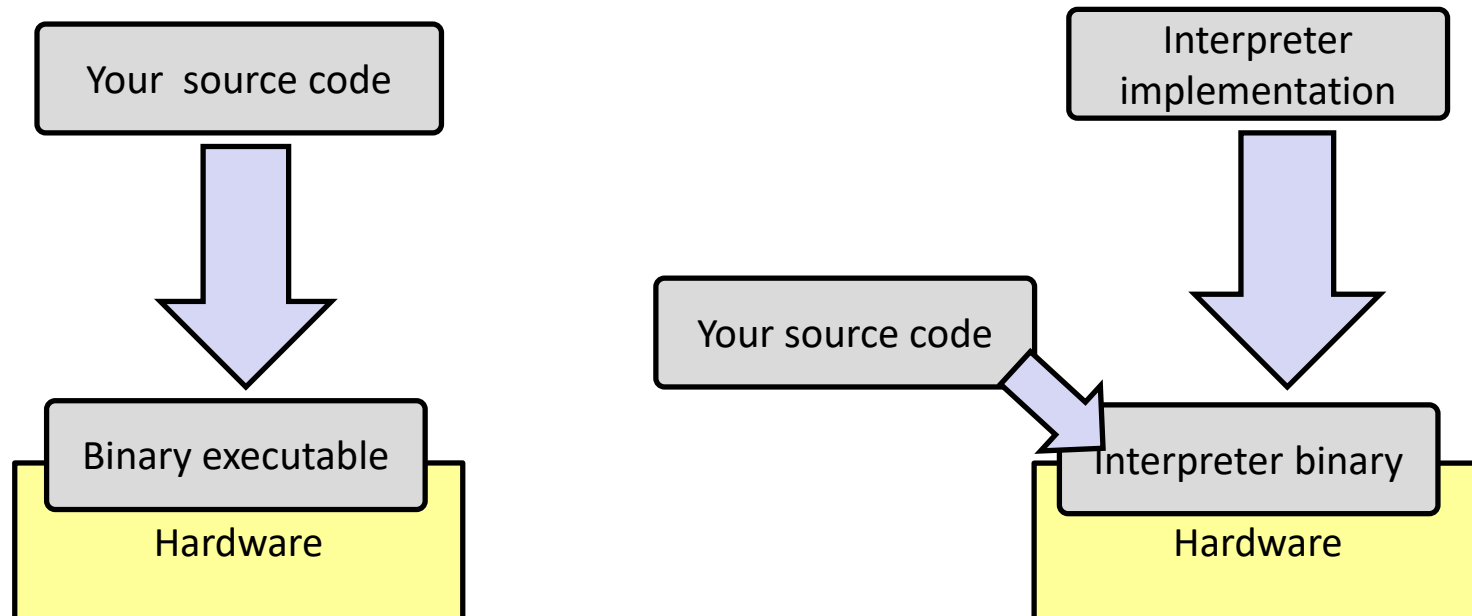 Your  source code
Binary executable
Hardware
Interpreter
implementation
Your source code
Interpreter binary
Hardware